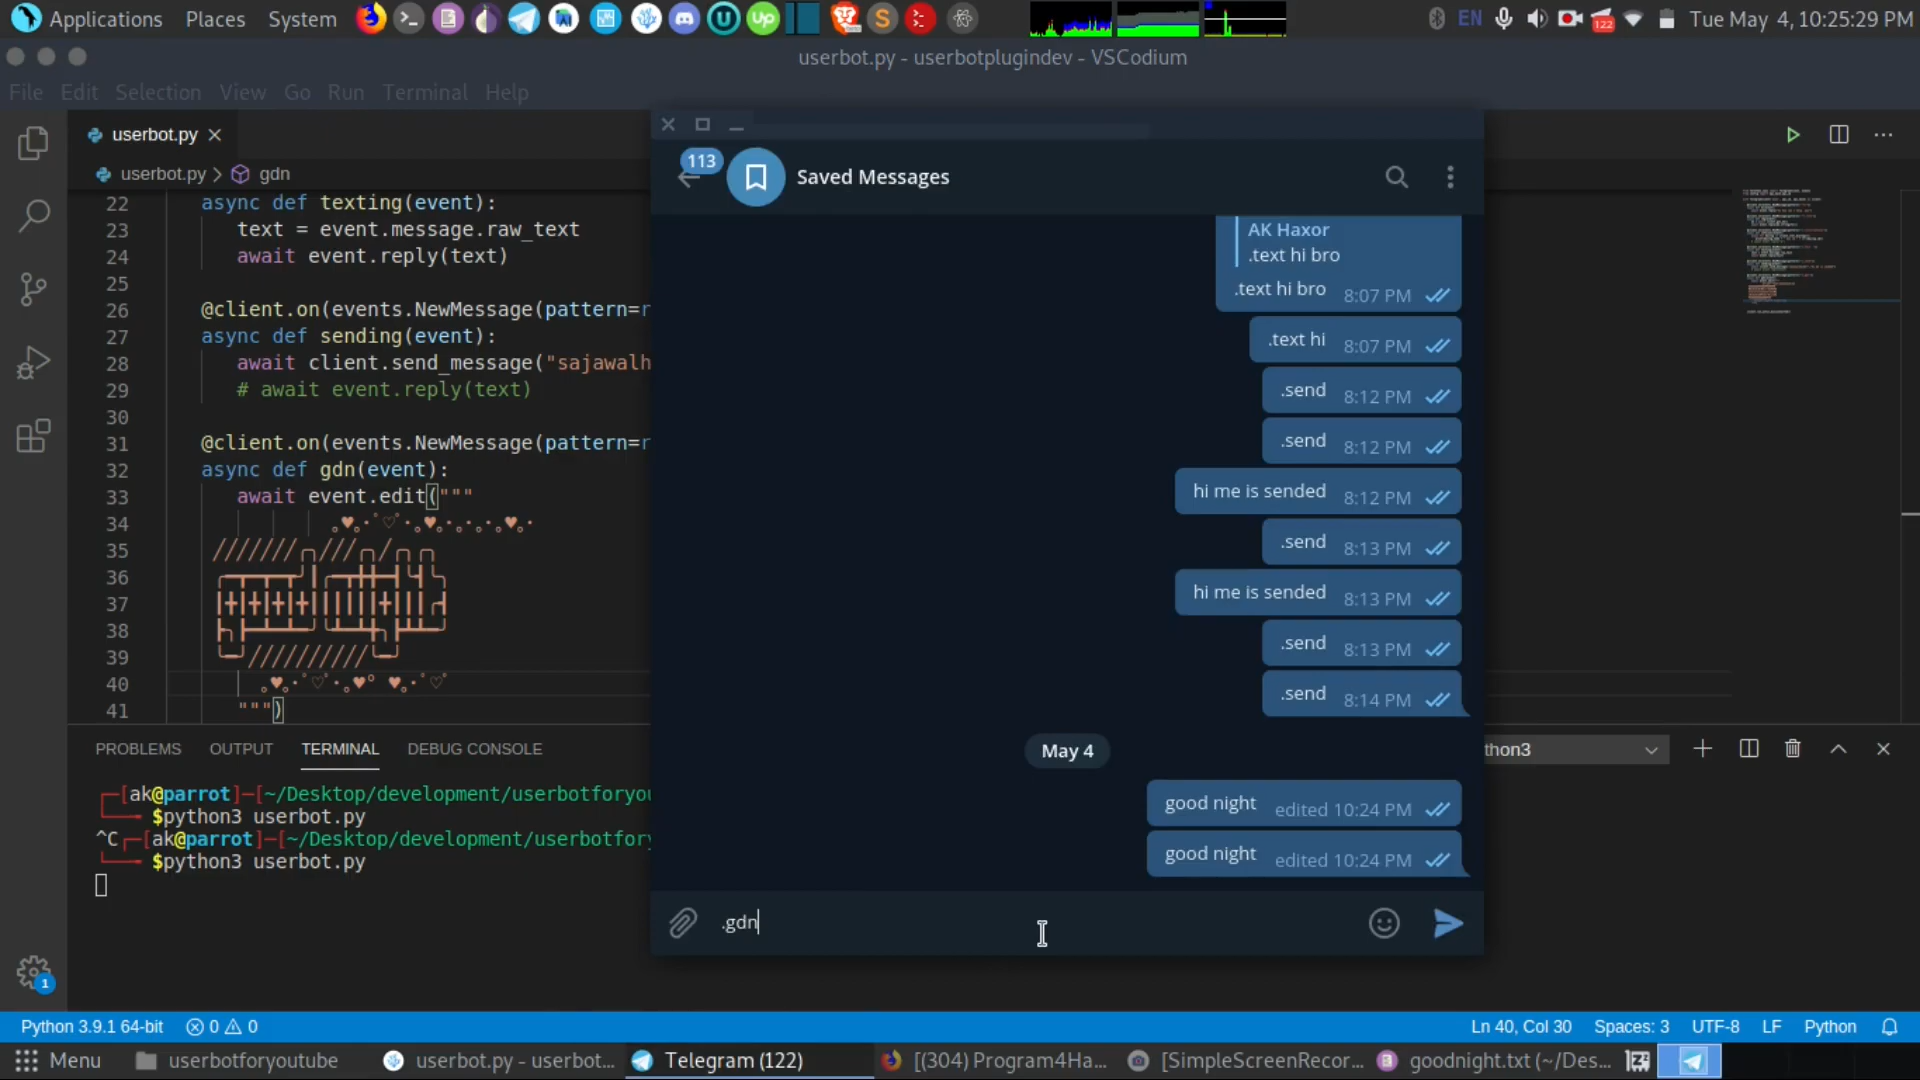 Applications Places System EN 122 Tue May 4, 10:25:29 PM
userbot.py - userbotplugindev - VSCodium
File Edit Selection View Go Run Terminal Help
userbot.py
userbot.py > gdn
22 async def texting(event):
23 text = event.message.raw_text
24 await event.reply(text)
25
26 @client.on(events.NewMessage(pattern=r
27 async def sending(event):
28 await client.send_message("sajawalh
29 # await event.reply(text)
30
31 @client.on(events.NewMessage(pattern=r
32 async def gdn(event):
33 await event.edit("""
34
35
36
37
38
39
40
41 """)
113
Saved Messages
AK Haxor
.text hi bro
.text hi bro 8:07 PM
.text hi 8:07 PM
.send 8:12 PM
.send 8:12 PM
hi me is sended 8:12 PM
.send 8:13 PM
hi me is sended 8:13 PM
.send 8:13 PM
.send 8:14 PM
May 4
good night edited 10:24 PM
good night edited 10:24 PM
.gdn
PROBLEMS OUTPUT TERMINAL DEBUG CONSOLE thon3
┌─[ak@parrot]─[~/Desktop/development/userbotforyou
└──╼ $python3 userbot.py
^C┌─[ak@parrot]─[~/Desktop/development/userbotfory
└──╼ $python3 userbot.py
1
Python 3.9.1 64-bit 0 0 Ln 40, Col 30 Spaces: 3 UTF-8 LF Python
Menu userbotforyoutube userbot.py - userbot... Telegram (122) [(304) Program4Ha... [SimpleScreenRecor... goodnight.txt (~/Des...